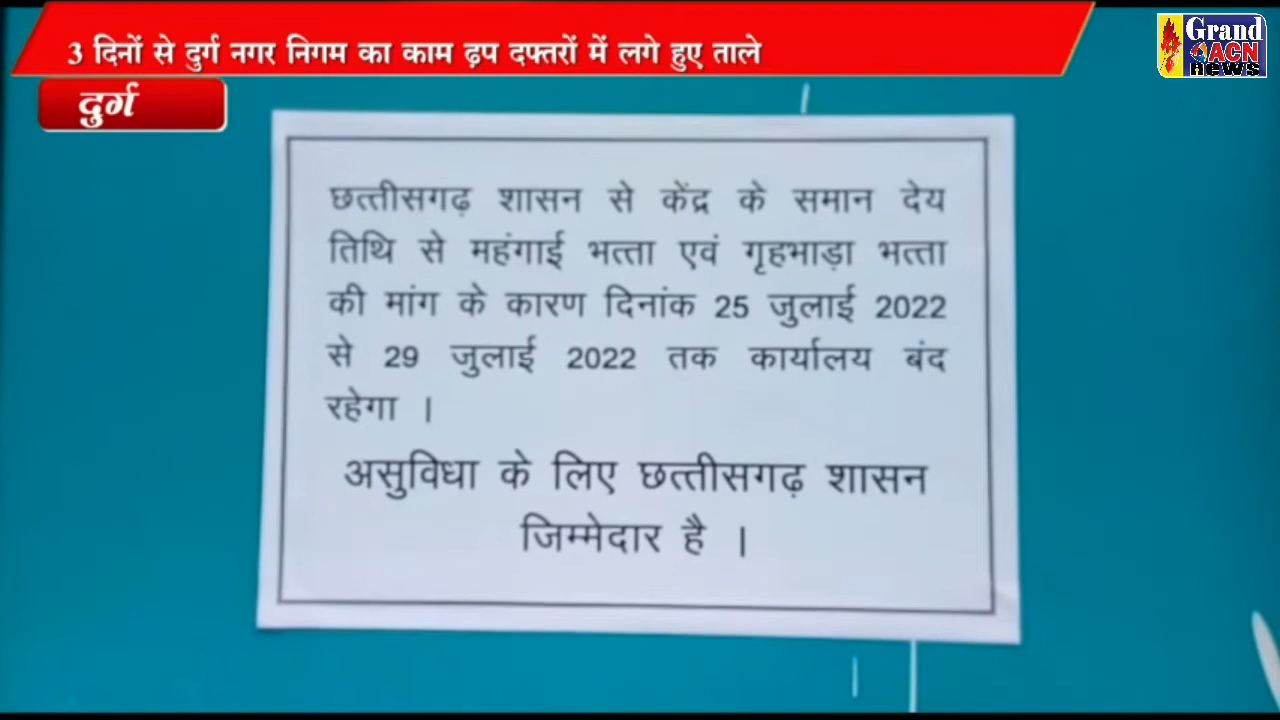 3 दिनों से दुर्ग नगर निगम का काम ढ़प दफ्तरों में लगे हुए ताले
Grand
ACN
news
दुर्ग
छत्तीसगढ़ शासन से केंद्र के समान देय
तिथि से महंगाई भत्ता एवं गृहभाड़ा भत्ता
की मांग के कारण दिनांक 25 जुलाई 2022
से 29 जुलाई 2022 तक कार्यालय बंद
रहेगा ।
असुविधा के लिए छत्तीसगढ़ शासन
जिम्मेदार है ।